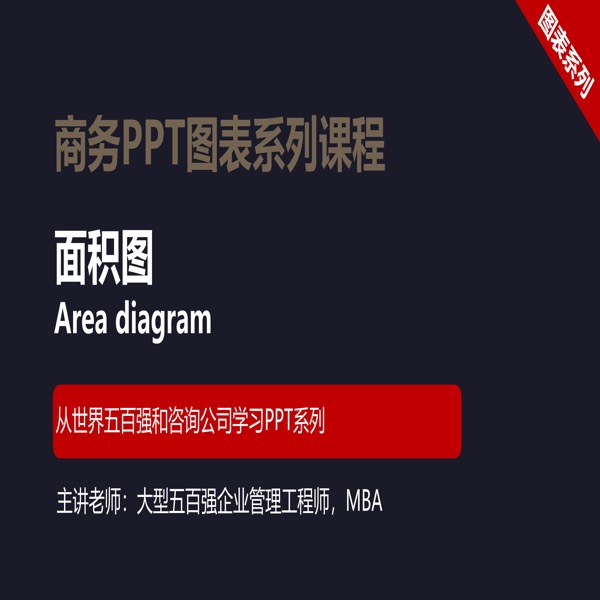 图表系列
商务PPT图表系列课程
面积图
Area diagram
从世界五百强和咨询公司学习PPT系列
主讲老师：大型五百强企业管理工程师，MBA